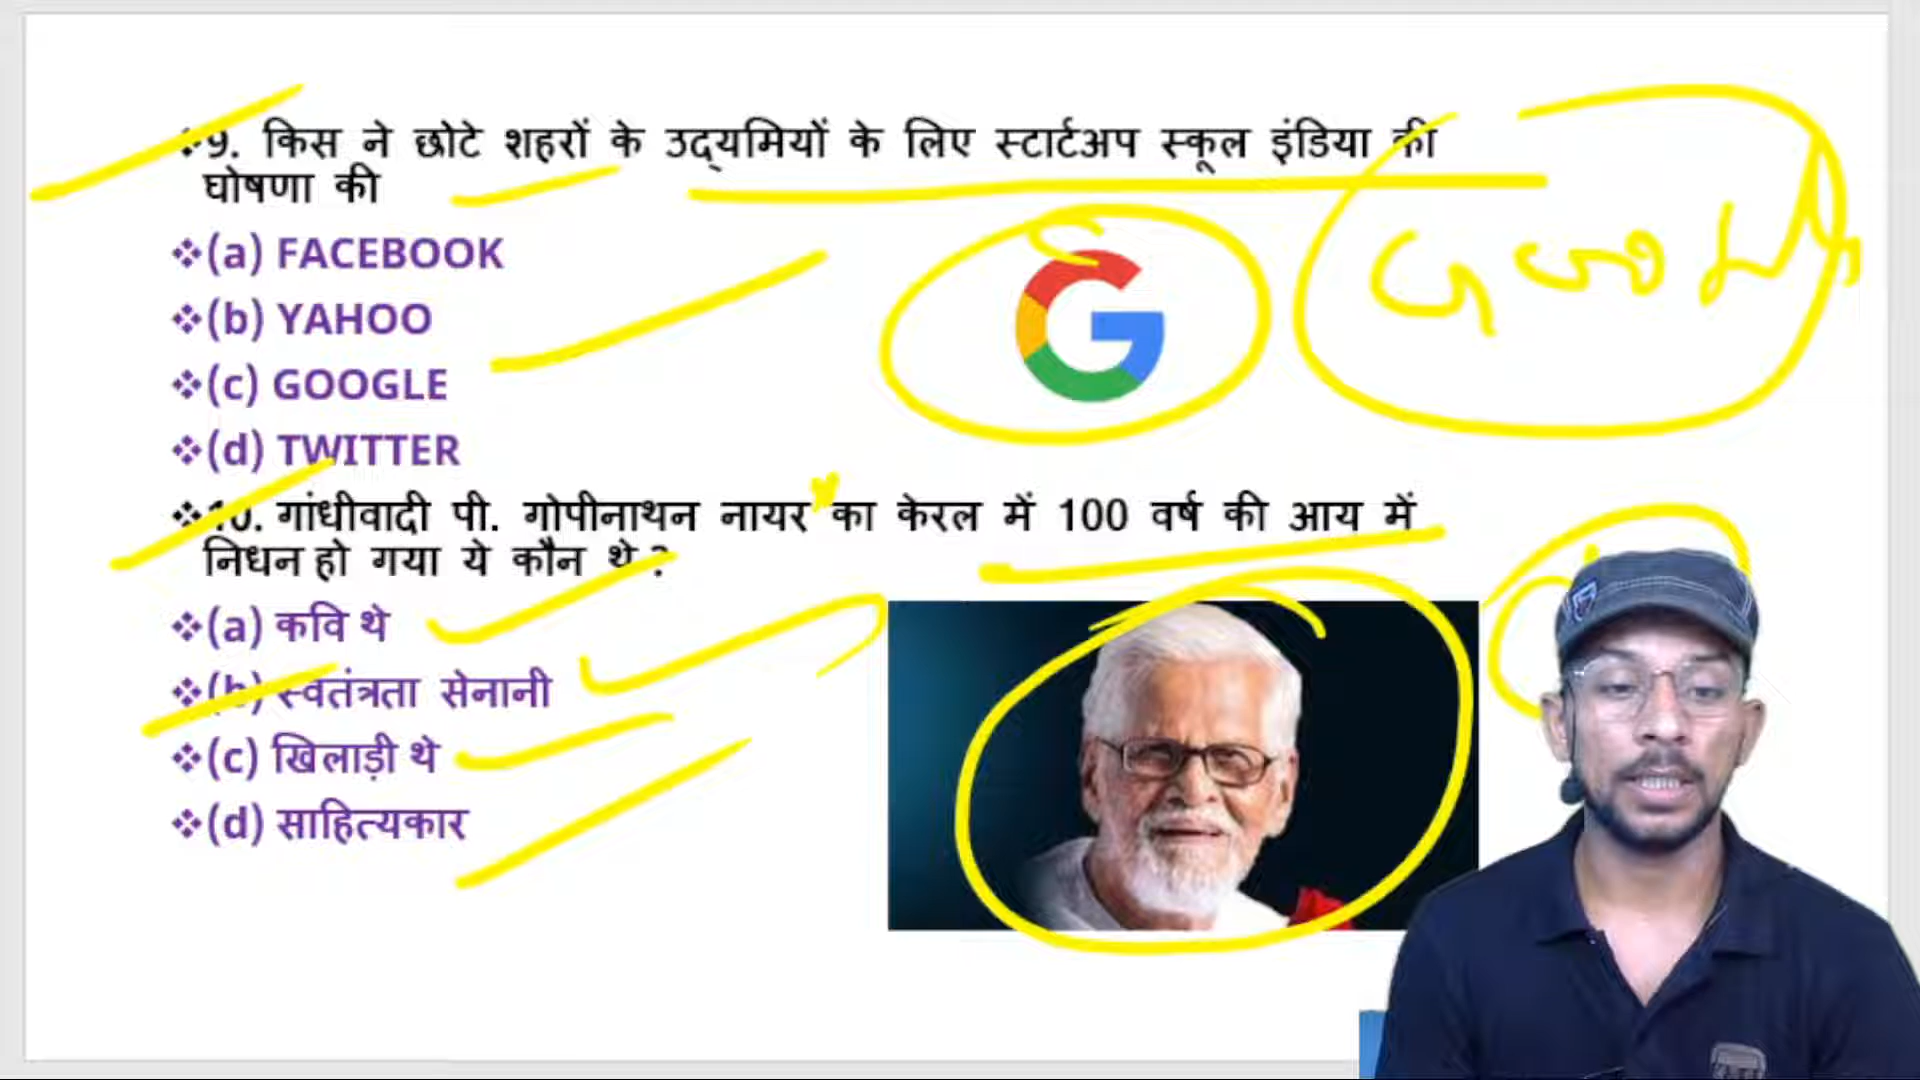 9. किस ने छोटे शहरों के उद्यमियों के लिए स्टार्टअप स्कूल इंडिया की
घोषणा की
(a) FACEBOOK
(b) YAHOO
(c) GOOGLE
(d) TWITTER
10. गांधीवादी पी. गोपीनाथन नायर का केरल में 100 वर्ष की आय में
निधन हो गया ये कौन थे ?
(a) कवि थे
(b) स्वतंत्रता सेनानी
(c) खिलाड़ी थे
(d) साहित्यकार